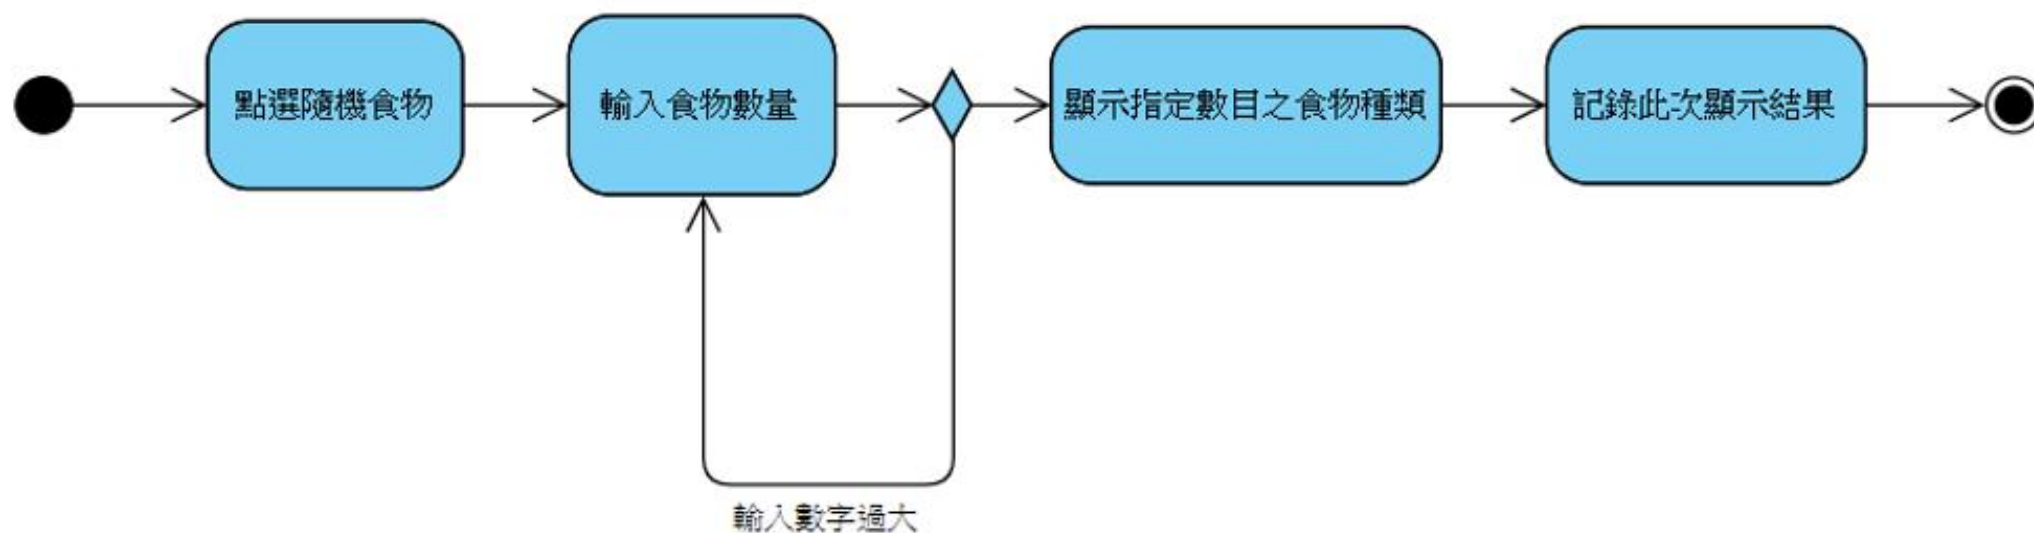 點選隨機食物
輸入食物數量
顯示指定數目之食物種類
記錄此次顯示結果
輸入數字過大